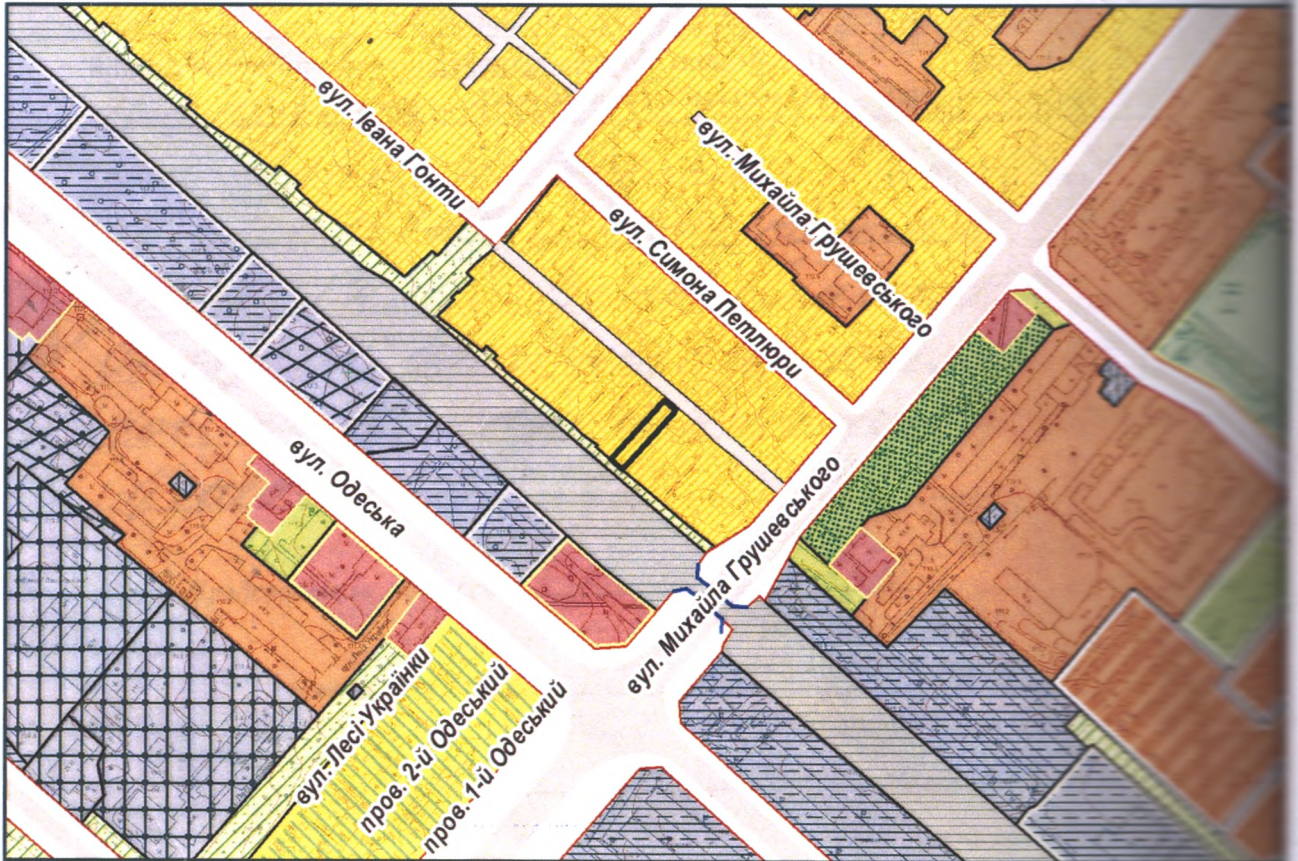 вул. Івана Гонти
вул. Михайла Грушевського
вул. Симона Петлюри
вул. Одеська
вул. Михайла Грушевського
вул. Лесі Українки
пров. 2-й Одеський
пров. 1-й Одеський